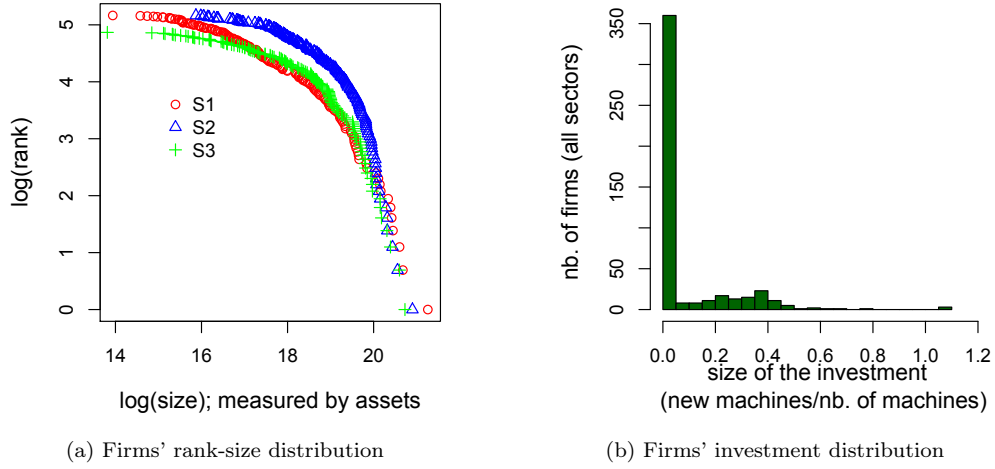 log(rank)
5
4
3
2
1
0
S1
S2
S3
14 16 18 20
log(size); measured by assets
(a) Firms' rank-size distribution
nb. of firms (all sectors)
350
250
150
50
0
0.0 0.2 0.4 0.6 0.8 1.0 1.2
size of the investment
(new machines/nb. of machines)
(b) Firms' investment distribution